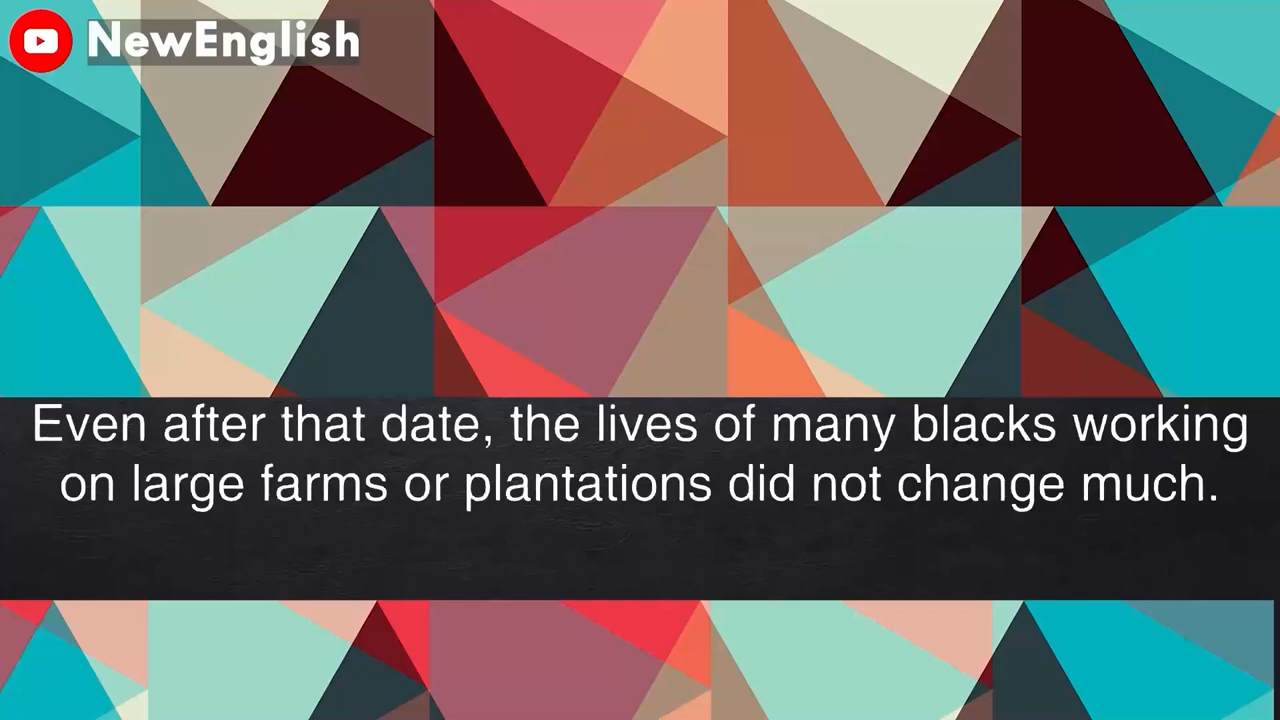 NewEnglish
Even after that date, the lives of many blacks working
on large farms or plantations did not change much.